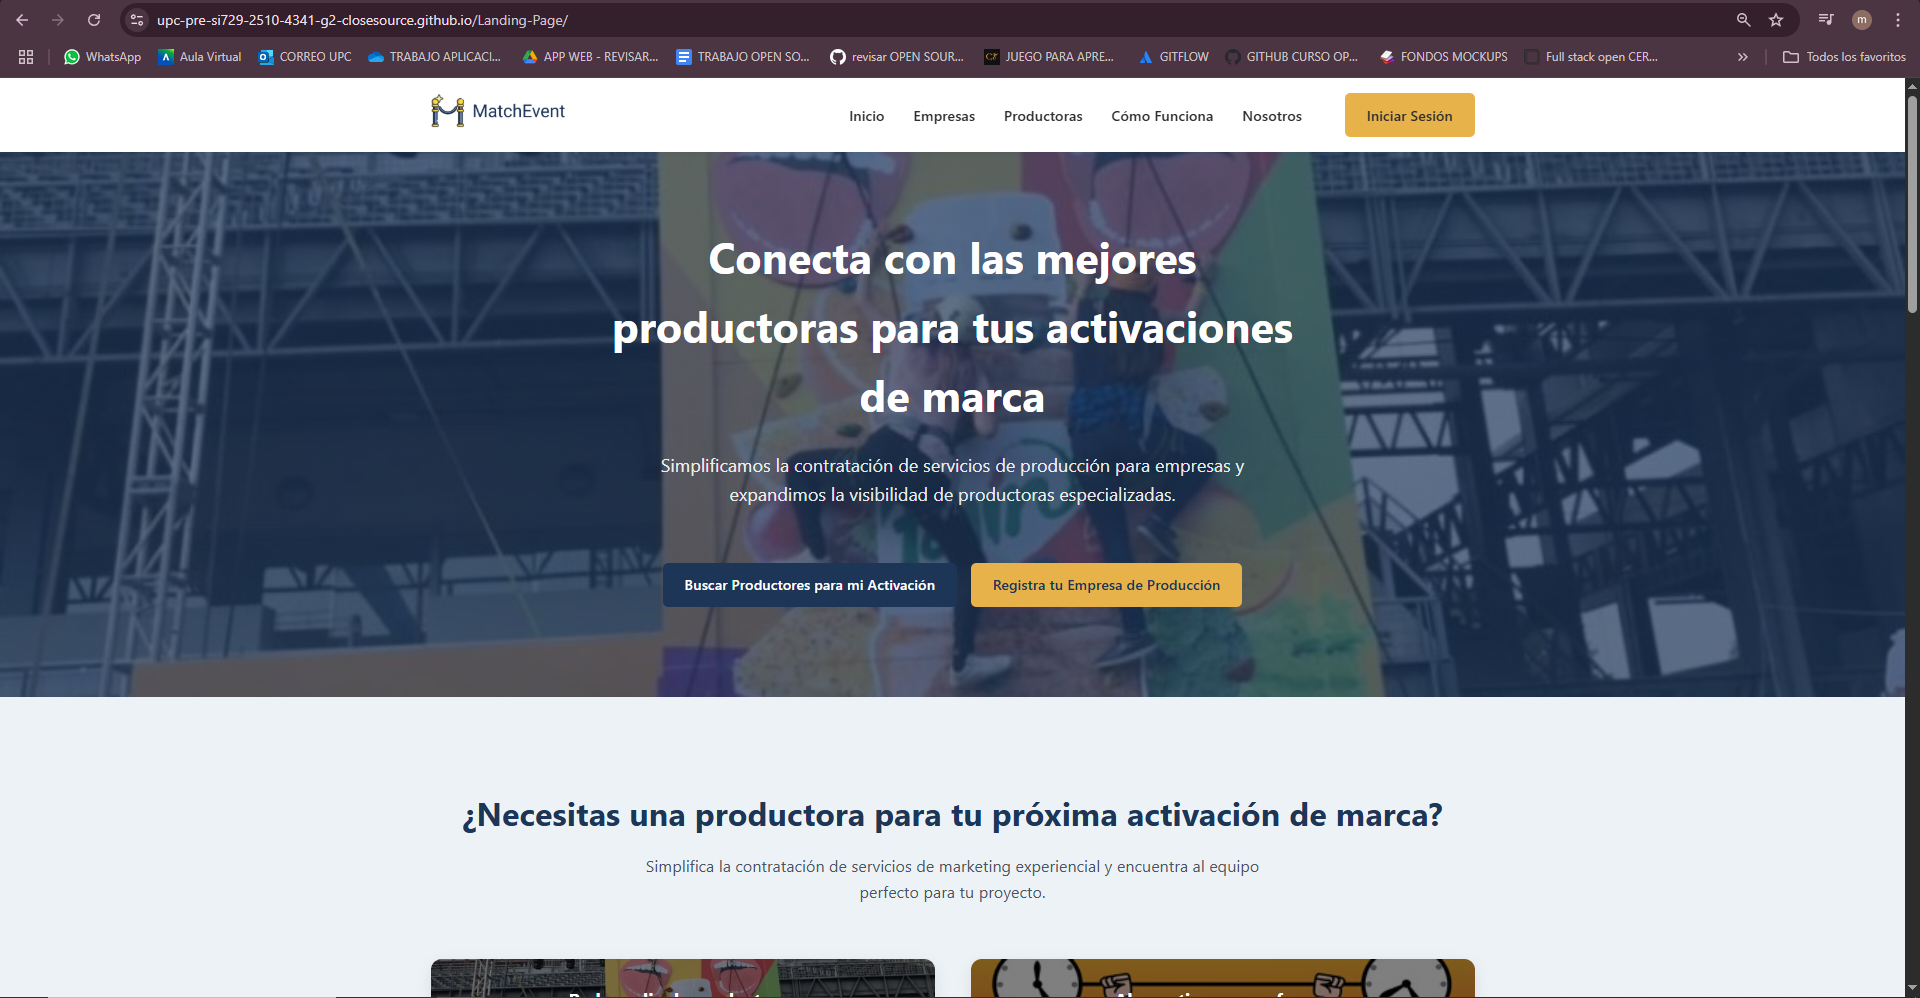 upc-pre-si729-2510-4341-g2-closesource.github.io/Landing-Page/
m
WhatsApp
Aula Virtual
CORREO UPC
TRABAJO APLICACI...
APP WEB - REVISAR...
TRABAJO OPEN SO...
revisar OPEN SOUR...
JUEGO PARA APRE...
GITFLOW
GITHUB CURSO OP...
FONDOS MOCKUPS
Full stack open CER...
Todos los favoritos
MatchEvent
Inicio
Empresas
Productoras
Cómo Funciona
Nosotros
Iniciar Sesión
Conecta con las mejores
productoras para tus activaciones
de marca
Simplificamos la contratación de servicios de producción para empresas y
expandimos la visibilidad de productoras especializadas.
Buscar Productores para mi Activación
Registra tu Empresa de Producción
¿Necesitas una productora para tu próxima activación de marca?
Simplifica la contratación de servicios de marketing experiencial y encuentra al equipo
perfecto para tu proyecto.